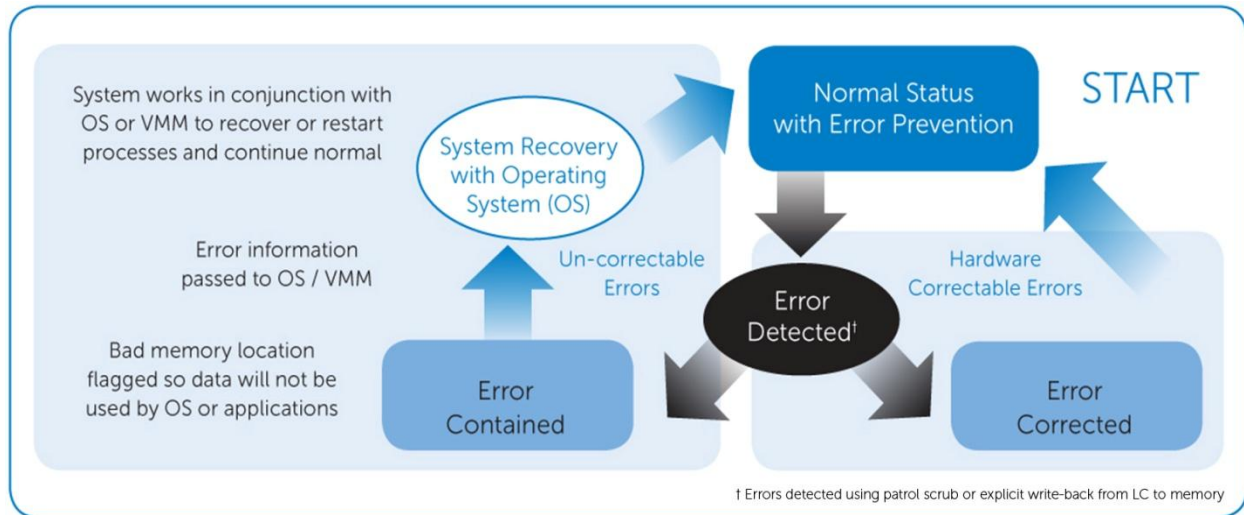 START
Normal Status
with Error Prevention
System works in conjunction with
OS or VMM to recover or restart
processes and continue normal
System Recovery
with Operating
System (OS)
Error information
passed to OS / VMM
Un-correctable
Errors
Hardware
Correctable Errors
Error
Detected†
Bad memory location
flagged so data will not be
used by OS or applications
Error
Contained
Error
Corrected
† Errors detected using patrol scrub or explicit write-back from LC to memory